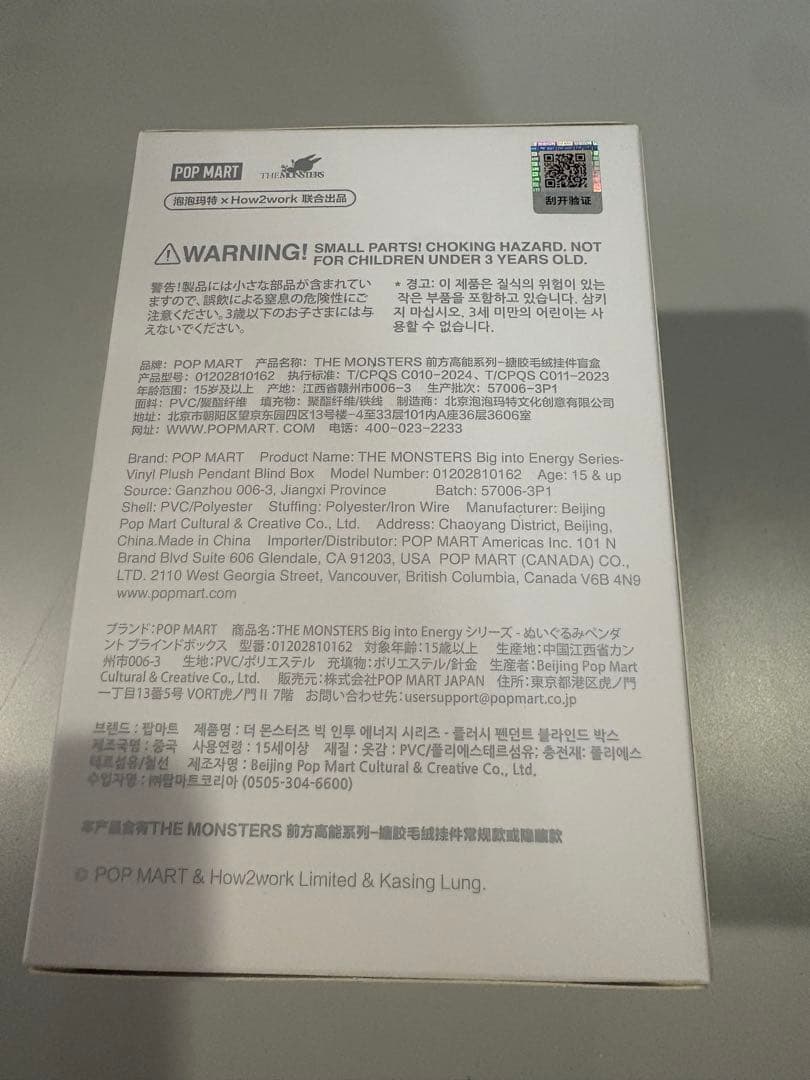 POP MART THE MONSTERS
泡泡玛特 × How2work 联合出品
刮开验证
WARNING! SMALL PARTS! CHOKING HAZARD. NOT
FOR CHILDREN UNDER 3 YEARS OLD.
警告!製品には小さな部品が含まれてい
ますので、誤飲による窒息の危険性にご
注意ください。3歳以下のお子さまには与
えないでください。
* 경고: 이 제품은 질식의 위험이 있는
작은 부품을 포함하고 있습니다. 삼키
지 마십시오. 3세 미만의 어린이는 사
용할 수 없습니다.
品牌: POP MART 产品名称: THE MONSTERS 前方高能系列-搪胶毛绒挂件盲盒
产品型号: 01202810162 执行标准: T/CPQS C010-2024、T/CPQS C011-2023
年龄范围: 15岁及以上 产地: 江西省赣州市006-3 生产批次: 57006-3P1
面料: PVC/聚酯纤维 填充物: 聚酯纤维/铁线 制造商: 北京泡泡玛特文化创意有限公司
地址: 北京市朝阳区望京东园四区13号楼-4至33层101内A座36层3606室
网址: WWW.POPMART. COM 电话: 400-023-2233
Brand: POP MART Product Name: THE MONSTERS Big into Energy Series-
Vinyl Plush Pendant Blind Box Model Number: 01202810162 Age: 15 & up
Source: Ganzhou 006-3, Jiangxi Province Batch: 57006-3P1
Shell: PVC/Polyester Stuffing: Polyester/Iron Wire Manufacturer: Beijing
Pop Mart Cultural & Creative Co., Ltd. Address: Chaoyang District, Beijing,
China.Made in China Importer/Distributor: POP MART Americas Inc. 101 N
Brand Blvd Suite 606 Glendale, CA 91203, USA POP MART (CANADA) CO.,
LTD. 2110 West Georgia Street, Vancouver, British Columbia, Canada V6B 4N9
www.popmart.com
ブランド:POP MART 商品名:THE MONSTERS Big into Energy シリーズ - ぬいぐるみペンダ
ント ブラインドボックス 型番:01202810162 対象年齢:15歳以上 生産地:中国江西省カン
州市006-3 生地:PVC/ポリエステル 充填物:ポリエステル/針金 生産者:Beijing Pop Mart
Cultural & Creative Co., Ltd. 販売元:株式会社POP MART JAPAN 住所:東京都港区虎ノ門
一丁目13番5号 VORT虎ノ門Ⅱ 7階 お問い合わせ先:usersupport@popmart.co.jp
브랜드 : 팝마트 제품명 : 더 몬스터즈 빅 인투 에너지 시리즈 - 플러시 펜던트 블라인드 박스
제조국명 : 중국 사용연령 : 15세이상 재질 : 옷감 : PVC/폴리에스테르섬유; 충전재: 폴리에스
테르섬유/철선 제조자명 : Beijing Pop Mart Cultural & Creative Co., Ltd.
수입자명 : ㈜팝마트코리아 (0505-304-6600)
本产品含有THE MONSTERS 前方高能系列-搪胶毛绒挂件常规款或隐藏款
© POP MART & How2work Limited & Kasing Lung.